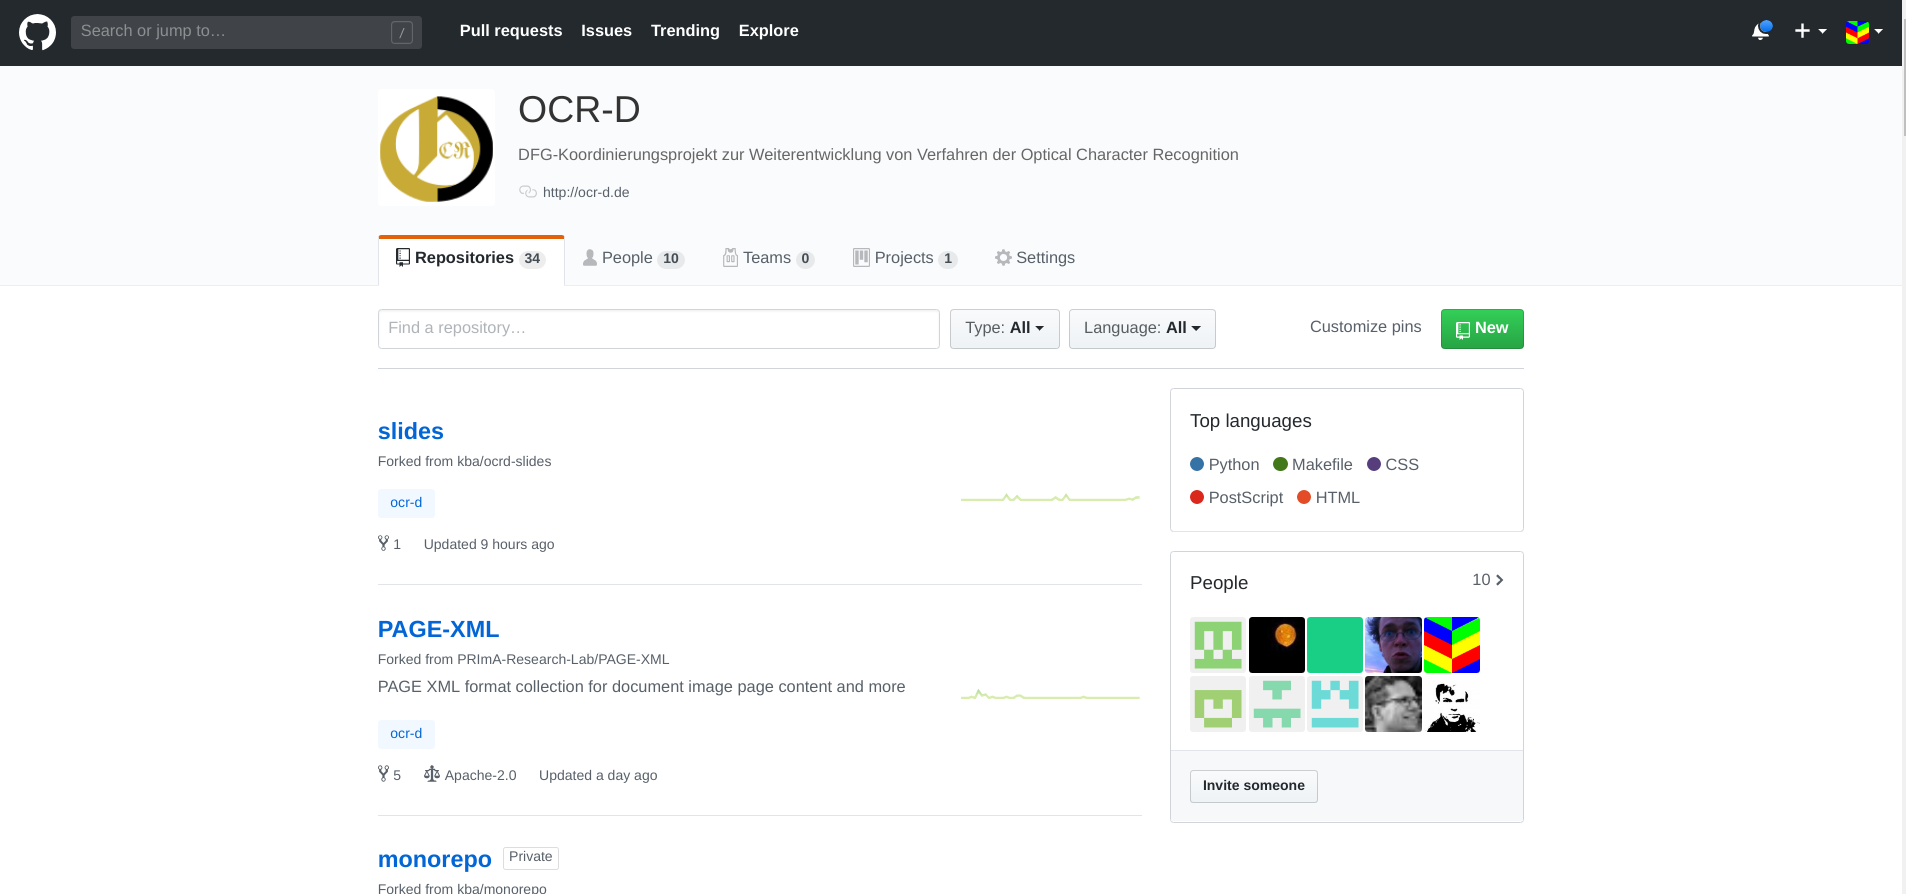 Search or jump to…
/
Pull requests Issues Trending Explore
CR
OCR-D
DFG-Koordinierungsprojekt zur Weiterentwicklung von Verfahren der Optical Character Recognition
http://ocr-d.de
Repositories 34 People 10 Teams 0 Projects 1 Settings
Find a repository…
Type: All
Language: All
Customize pins
New
slides
Forked from kba/ocrd-slides
ocr-d
1 Updated 9 hours ago
PAGE-XML
Forked from PRImA-Research-Lab/PAGE-XML
PAGE XML format collection for document image page content and more
ocr-d
5 Apache-2.0 Updated a day ago
monorepo Private
Forked from kba/monorepo
Top languages
Python Makefile CSS
PostScript HTML
People 10
Invite someone